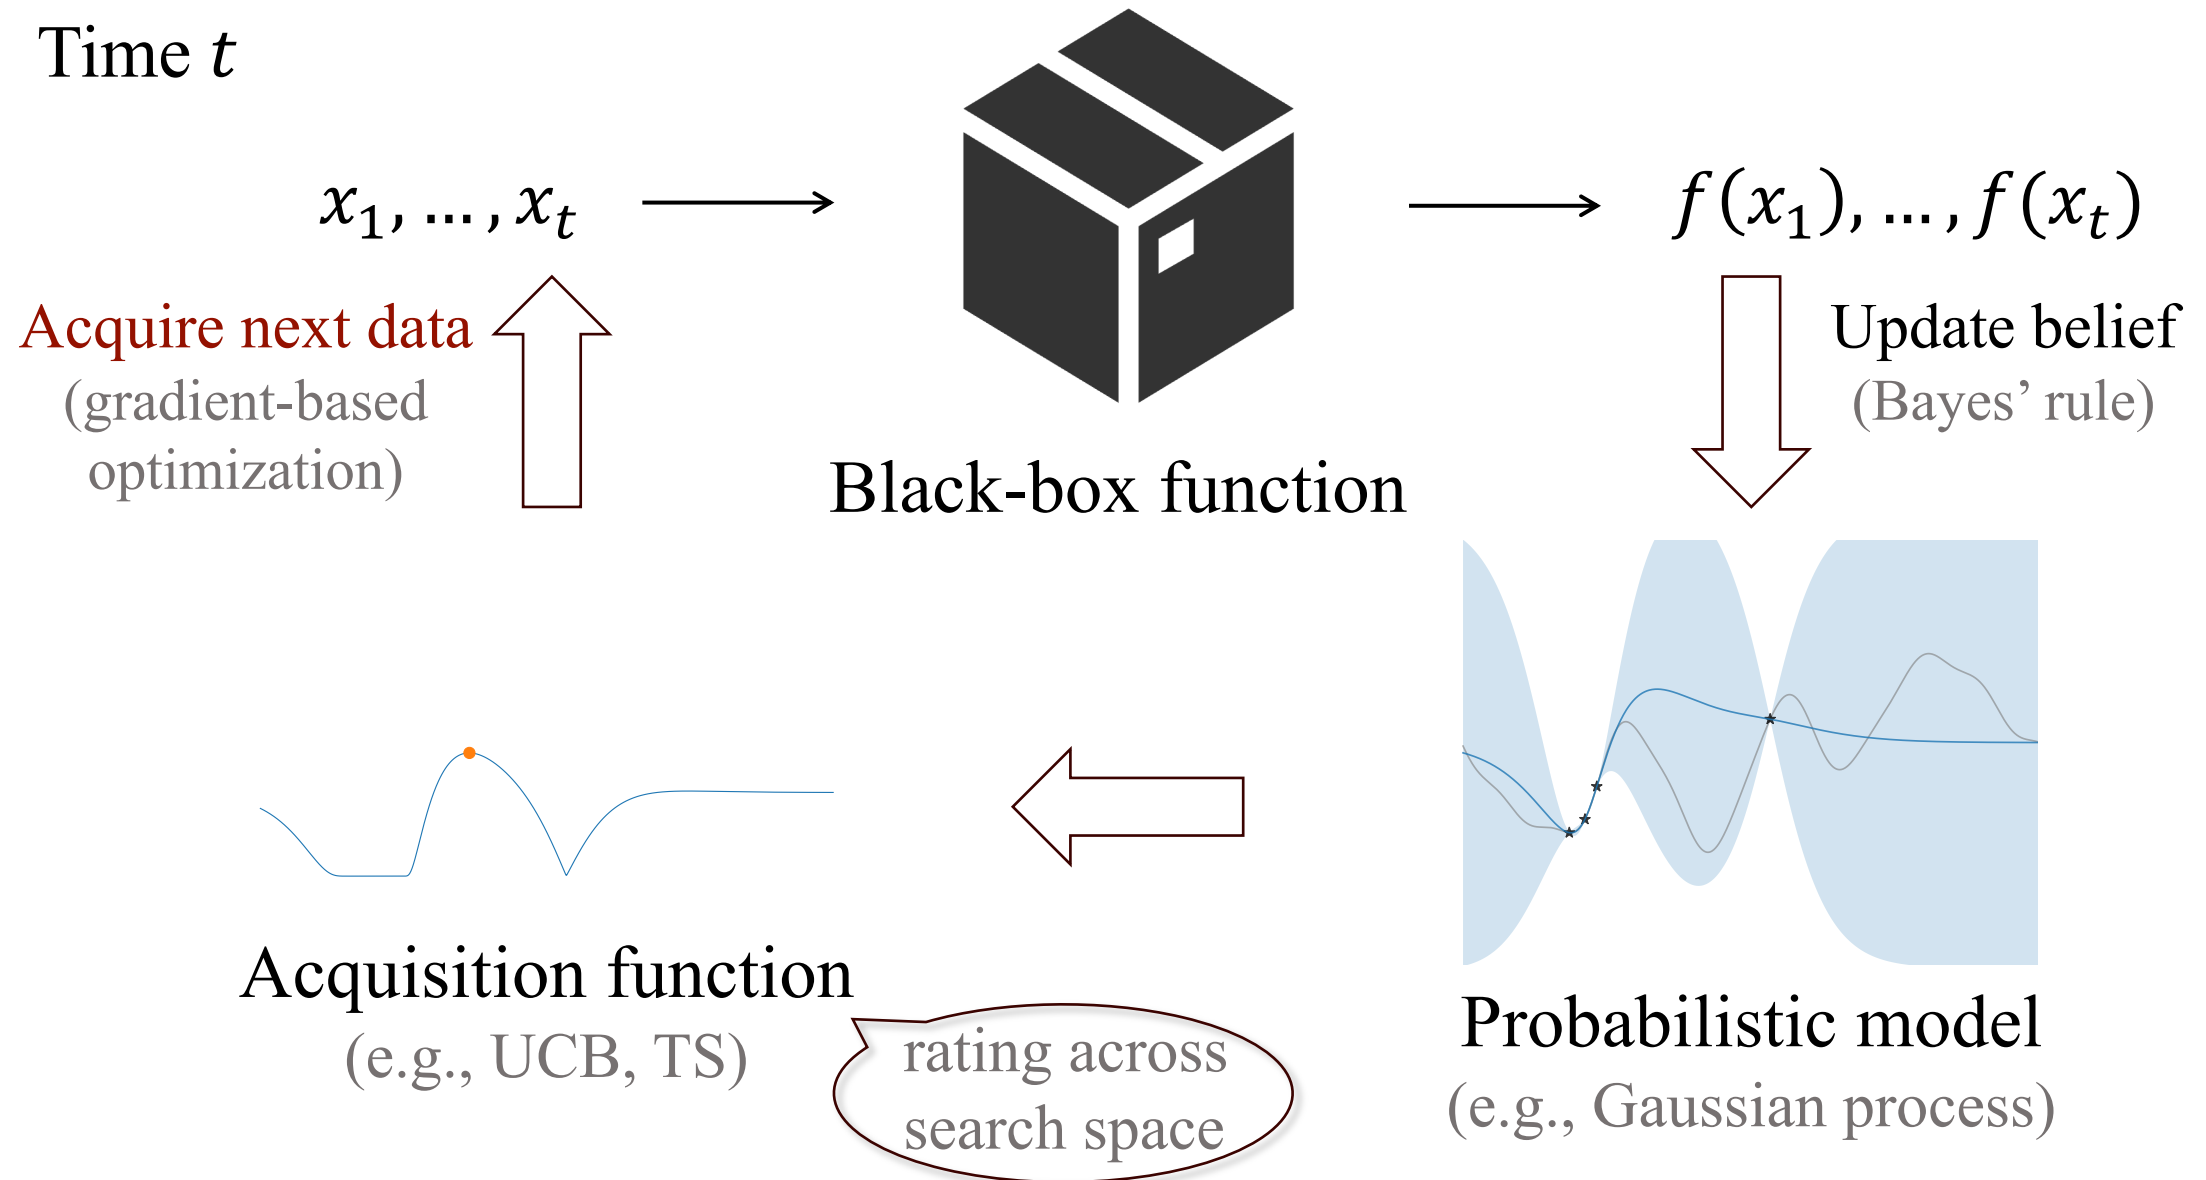 Time t
x₁, … , xₜ
f(x₁), … , f(xₜ)
Acquire next data
(gradient-based
optimization)
Update belief
(Bayes’ rule)
Black-box function
Acquisition function
(e.g., UCB, TS)
rating across
search space
Probabilistic model
(e.g., Gaussian process)